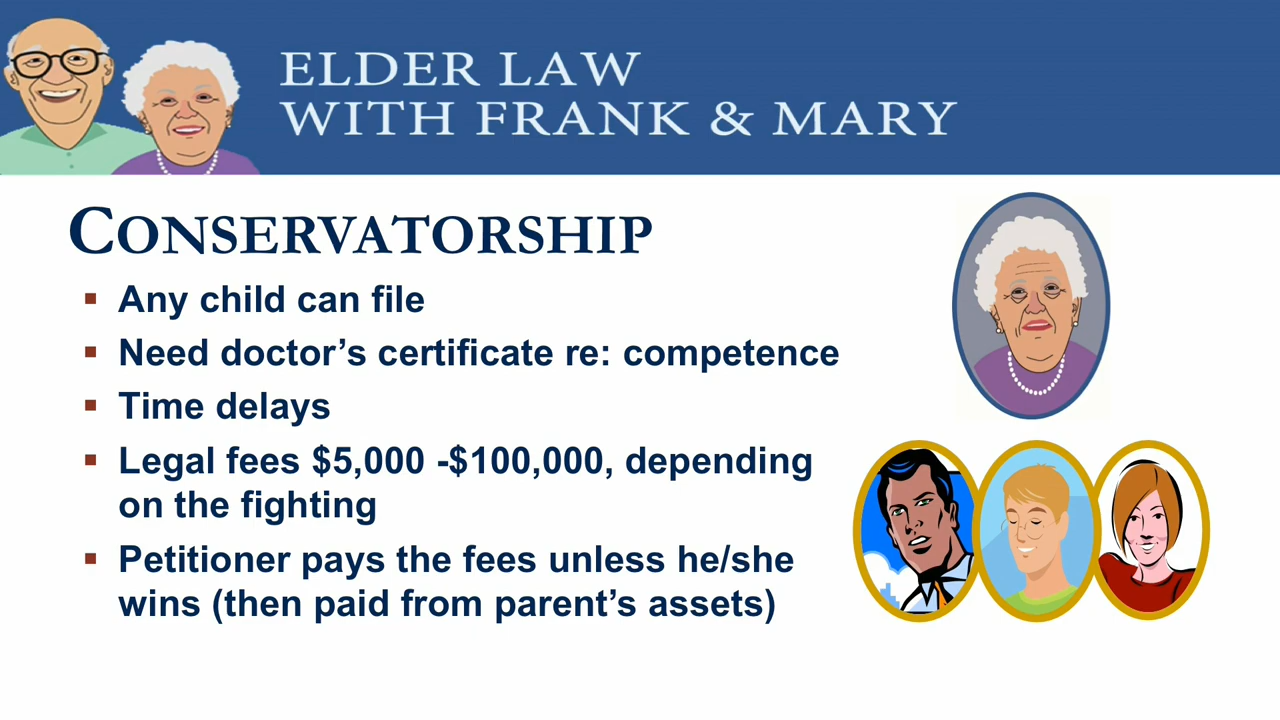 ELDER LAW
WITH FRANK & MARY
CONSERVATORSHIP
▪ Any child can file
▪ Need doctor’s certificate re: competence
▪ Time delays
▪ Legal fees $5,000 -$100,000, depending
on the fighting
▪ Petitioner pays the fees unless he/she
wins (then paid from parent’s assets)